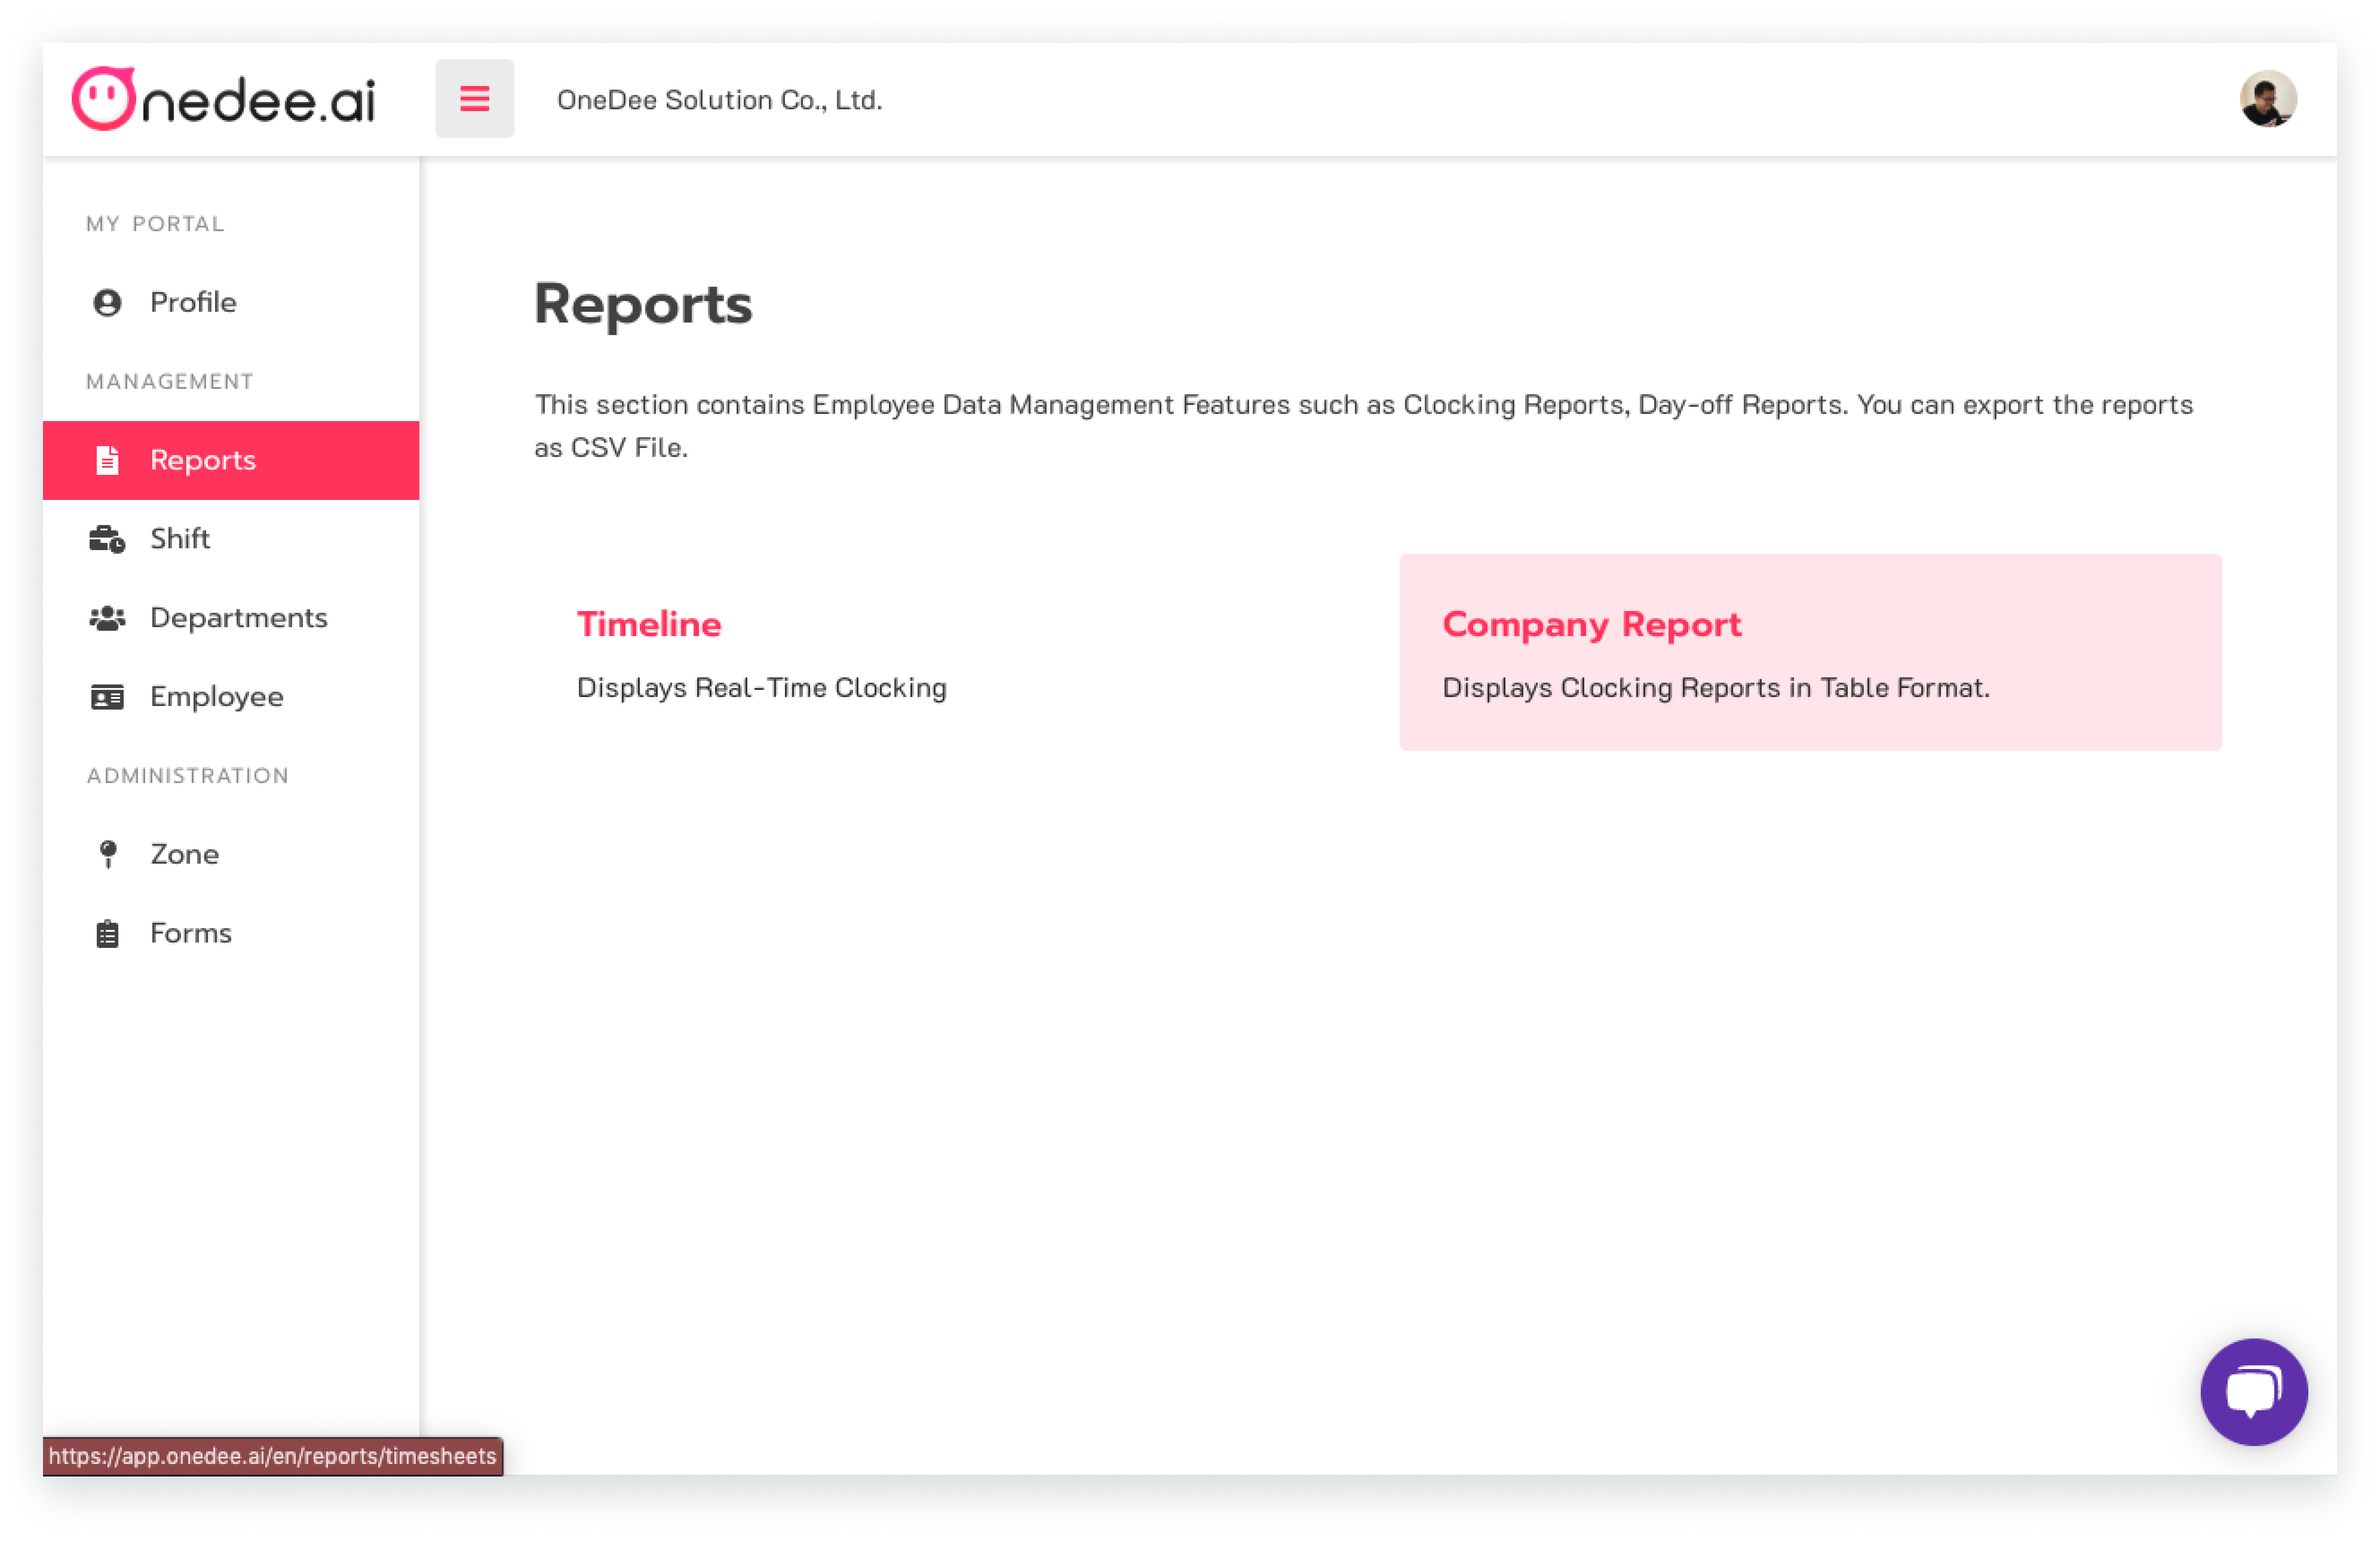 Onedee.ai
OneDee Solution Co., Ltd.
MY PORTAL
Profile
MANAGEMENT
Reports
Shift
Departments
Employee
ADMINISTRATION
Zone
Forms
Reports
This section contains Employee Data Management Features such as Clocking Reports, Day-off Reports. You can export the reports
as CSV File.
Timeline
Displays Real-Time Clocking
Company Report
Displays Clocking Reports in Table Format.
https://app.onedee.ai/en/reports/timesheets